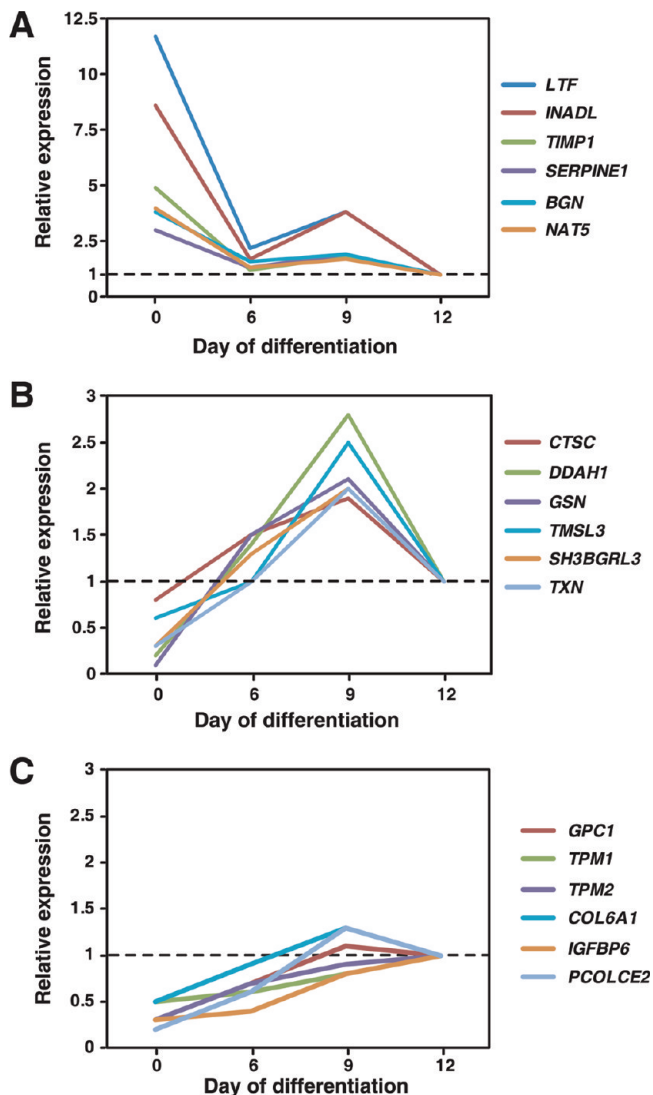 A
Relative expression
12.5
10
7.5
5
2.5
1
0
0 6 9 12
Day of differentiation
LTF
INADL
TIMP1
SERPINE1
BGN
NAT5
B
Relative expression
3
2.5
2
1.5
1
0.5
0
0 6 9 12
Day of differentiation
CTSC
DDAH1
GSN
TMSL3
SH3BGRL3
TXN
C
Relative expression
3
2.5
2
1.5
1
0.5
0
0 6 9 12
Day of differentiation
GPC1
TPM1
TPM2
COL6A1
IGFBP6
PCOLCE2